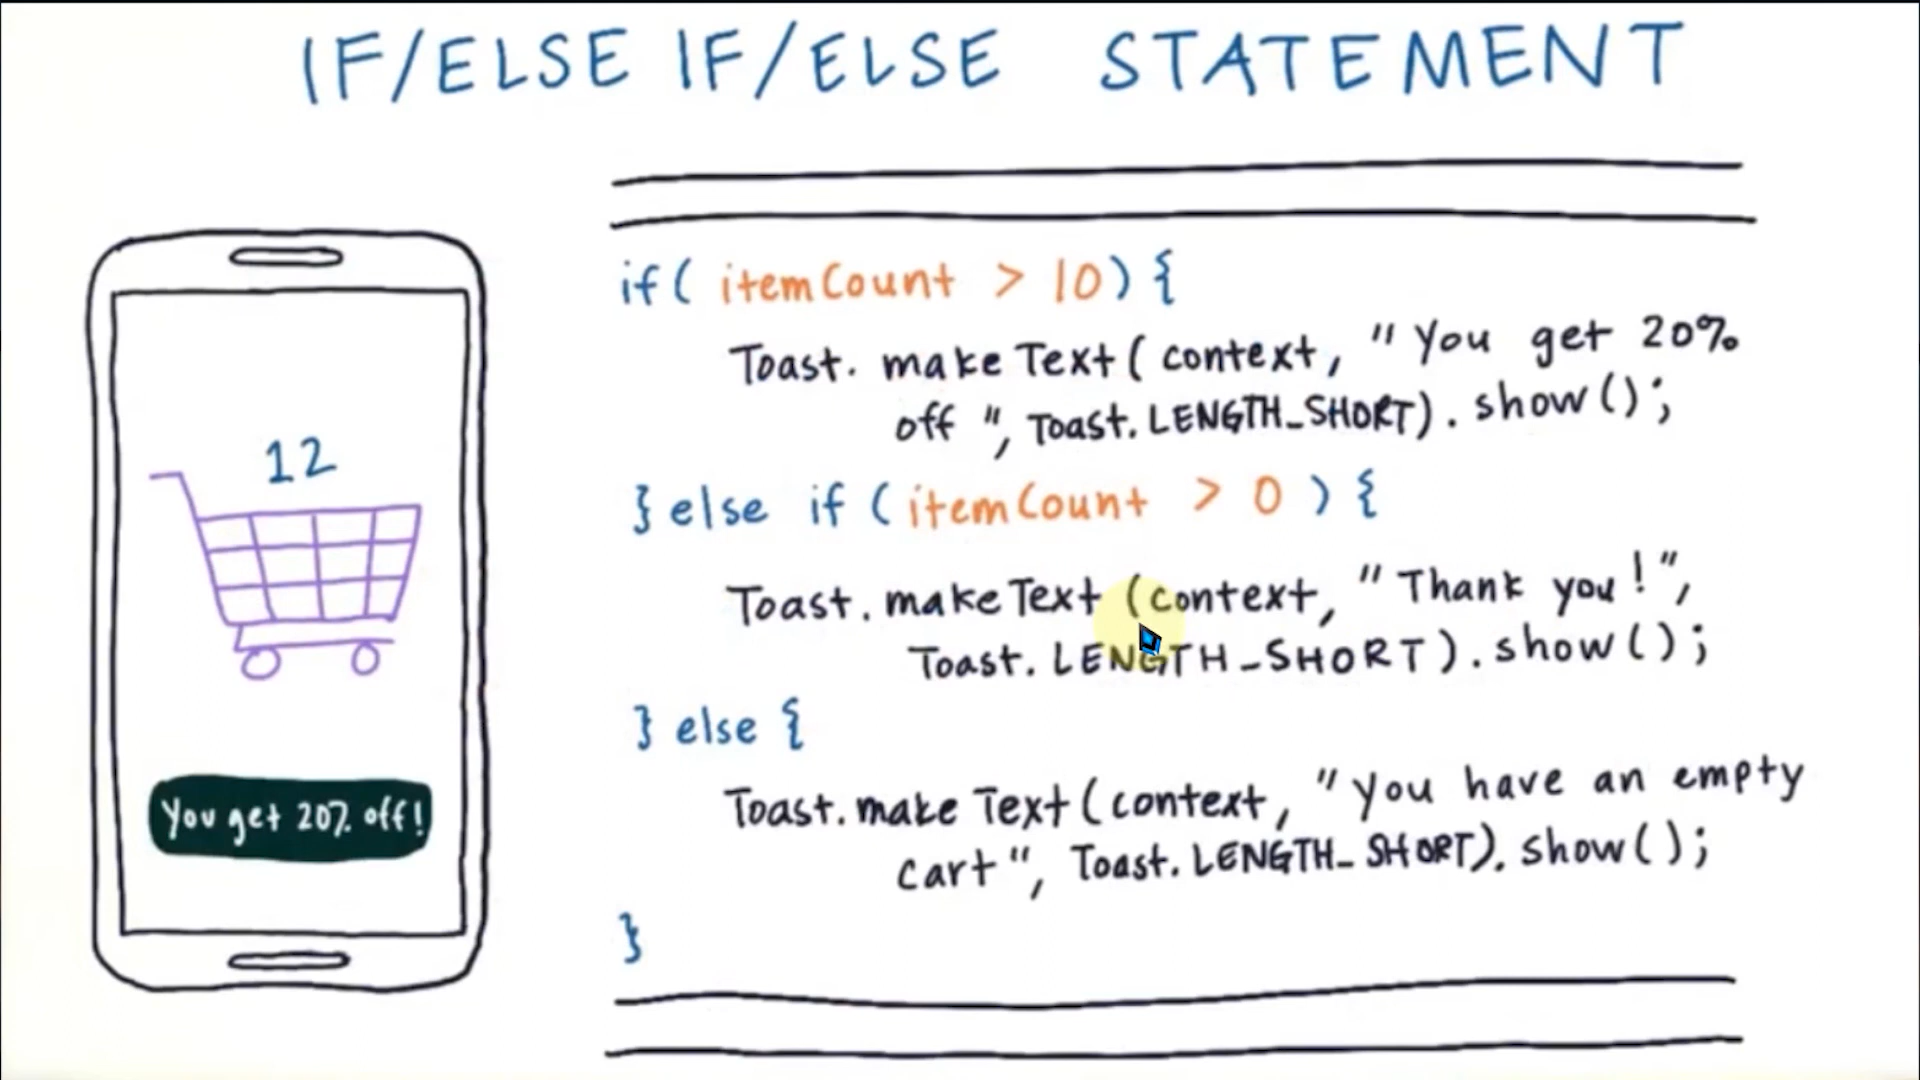 IF/ELSE IF/ELSE STATEMENT
12
You get 20% off!
if( itemCount > 10) {
Toast. makeText( context, "You get 20%
off ", Toast. LENGTH_SHORT). show();
} else if ( itemCount > 0 ) {
Toast. makeText (context, "Thank you!",
Toast. LENGTH_SHORT). show();
} else {
Toast. makeText( context, "You have an empty
cart", Toast. LENGTH_SHORT). show();
}